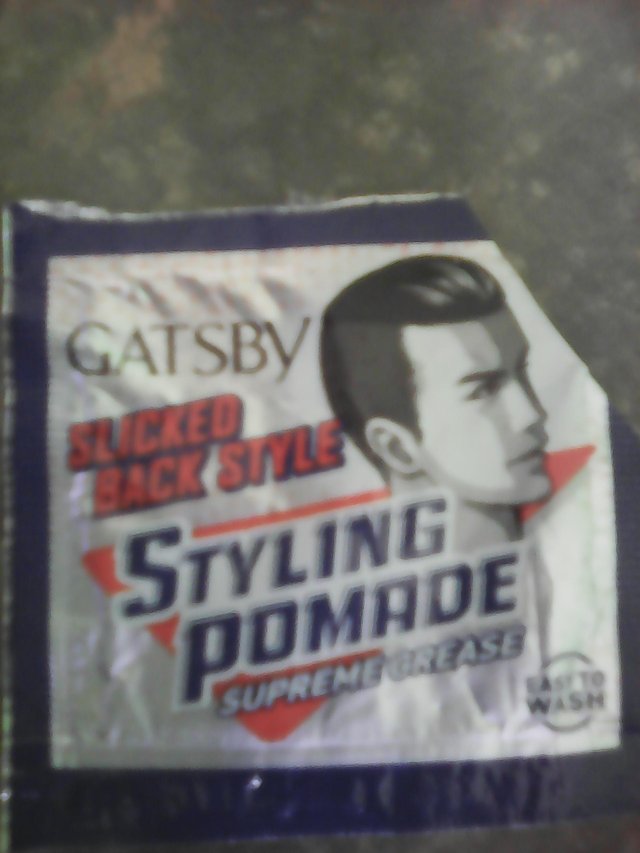 GATSBY
SLICKED
BACK STYLE
STYLING
POMADE
SUPREME GREASE
EASY TO
WASH